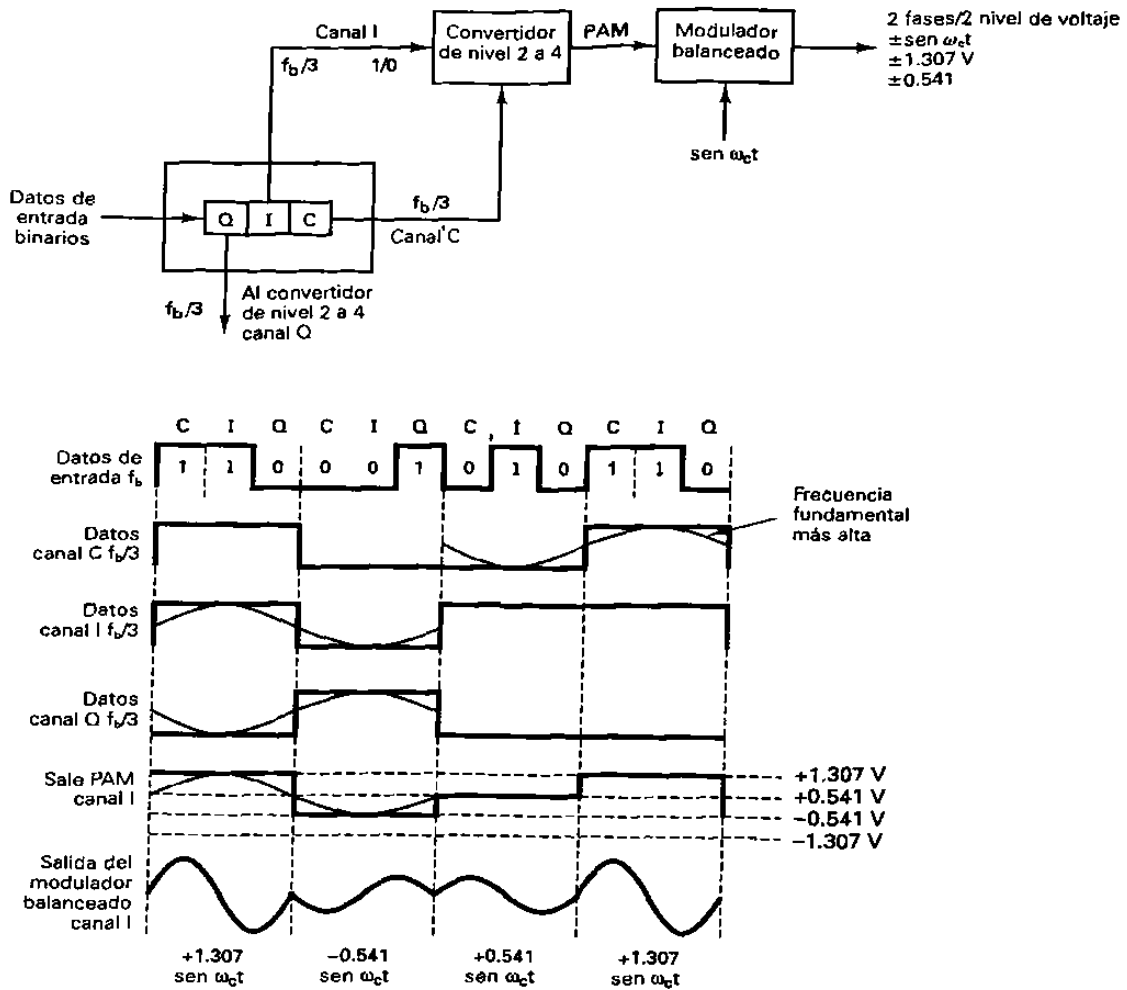 Canal I
f_b/3 1/0
Convertidor
de nivel 2 a 4
PAM
Modulador
balanceado
2 fases/2 nivel de voltaje
±sen ω_ct
±1.307 V
±0.541
sen ω_ct
Datos de
entrada
binarios
Q I C
f_b/3
Canal C
f_b/3
Al convertidor
de nivel 2 a 4
canal Q
C I Q C I Q C I Q C I Q
Datos de
entrada f_b
1 1 0 0 0 1 0 1 0 1 1 0
Frecuencia
fundamental
más alta
Datos
canal C f_b/3
Datos
canal I f_b/3
Datos
canal Q f_b/3
Sale PAM
canal I
+1.307 V
+0.541 V
−0.541 V
−1.307 V
Salida del
modulador
balanceado
canal I
+1.307
sen ω_ct
−0.541
sen ω_ct
+0.541
sen ω_ct
+1.307
sen ω_ct